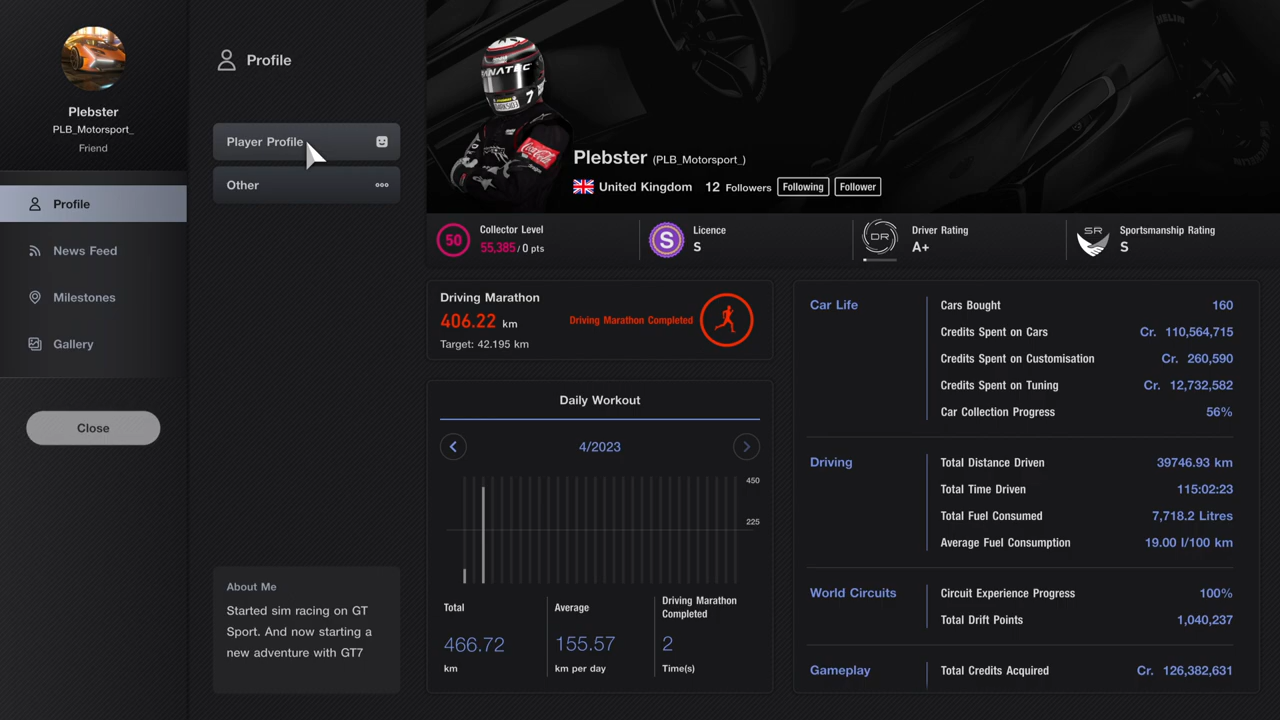 Plebster
PLB_Motorsport_
Friend
Profile
News Feed
Milestones
Gallery
Close
Profile
Player Profile
Other
About Me
Started sim racing on GT
Sport. And now starting a
new adventure with GT7
FANATEC
7
Coca-Cola
Plebster (PLB_Motorsport_)
United Kingdom 12 Followers Following Follower
50 Collector Level
55,385 / 0 pts
S Licence
S
DR Driver Rating
A+
SR Sportsmanship Rating
S
Driving Marathon
406.22 km
Target: 42.195 km
Driving Marathon Completed
Daily Workout
4/2023
450
225
Total
466.72
km
Average
155.57
km per day
Driving Marathon
Completed
2
Time(s)
Car Life
Cars Bought 160
Credits Spent on Cars Cr. 110,564,715
Credits Spent on Customisation Cr. 260,590
Credits Spent on Tuning Cr. 12,732,582
Car Collection Progress 56%
Driving
Total Distance Driven 39746.93 km
Total Time Driven 115:02:23
Total Fuel Consumed 7,718.2 Litres
Average Fuel Consumption 19.00 l/100 km
World Circuits
Circuit Experience Progress 100%
Total Drift Points 1,040,237
Gameplay
Total Credits Acquired Cr. 126,382,631